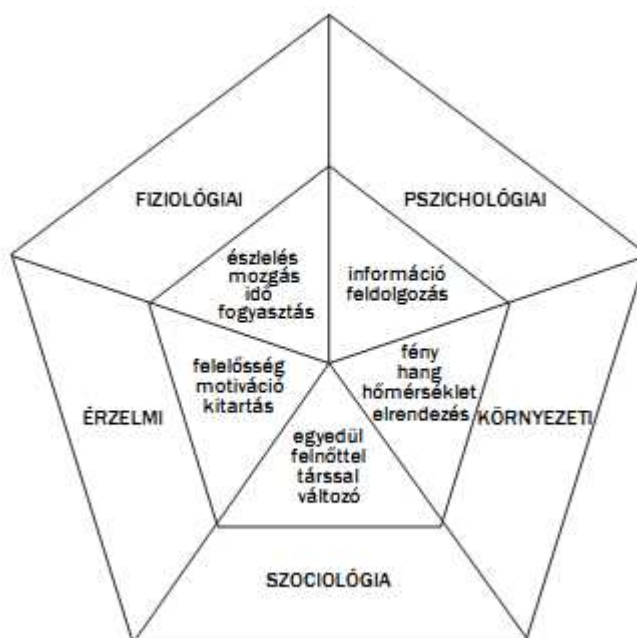 FIZIOLÓGIAI
PSZICHOLÓGIAI
észlelés
mozgás
idő
fogyasztás
információ
feldolgozás
ÉRZELMI
felelősség
motiváció
kitartás
fény
hang
hőmérséklet
elrendezés
KÖRNYEZETI
egyedül
felnőttel
társsal
változó
SZOCIOLÓGIA